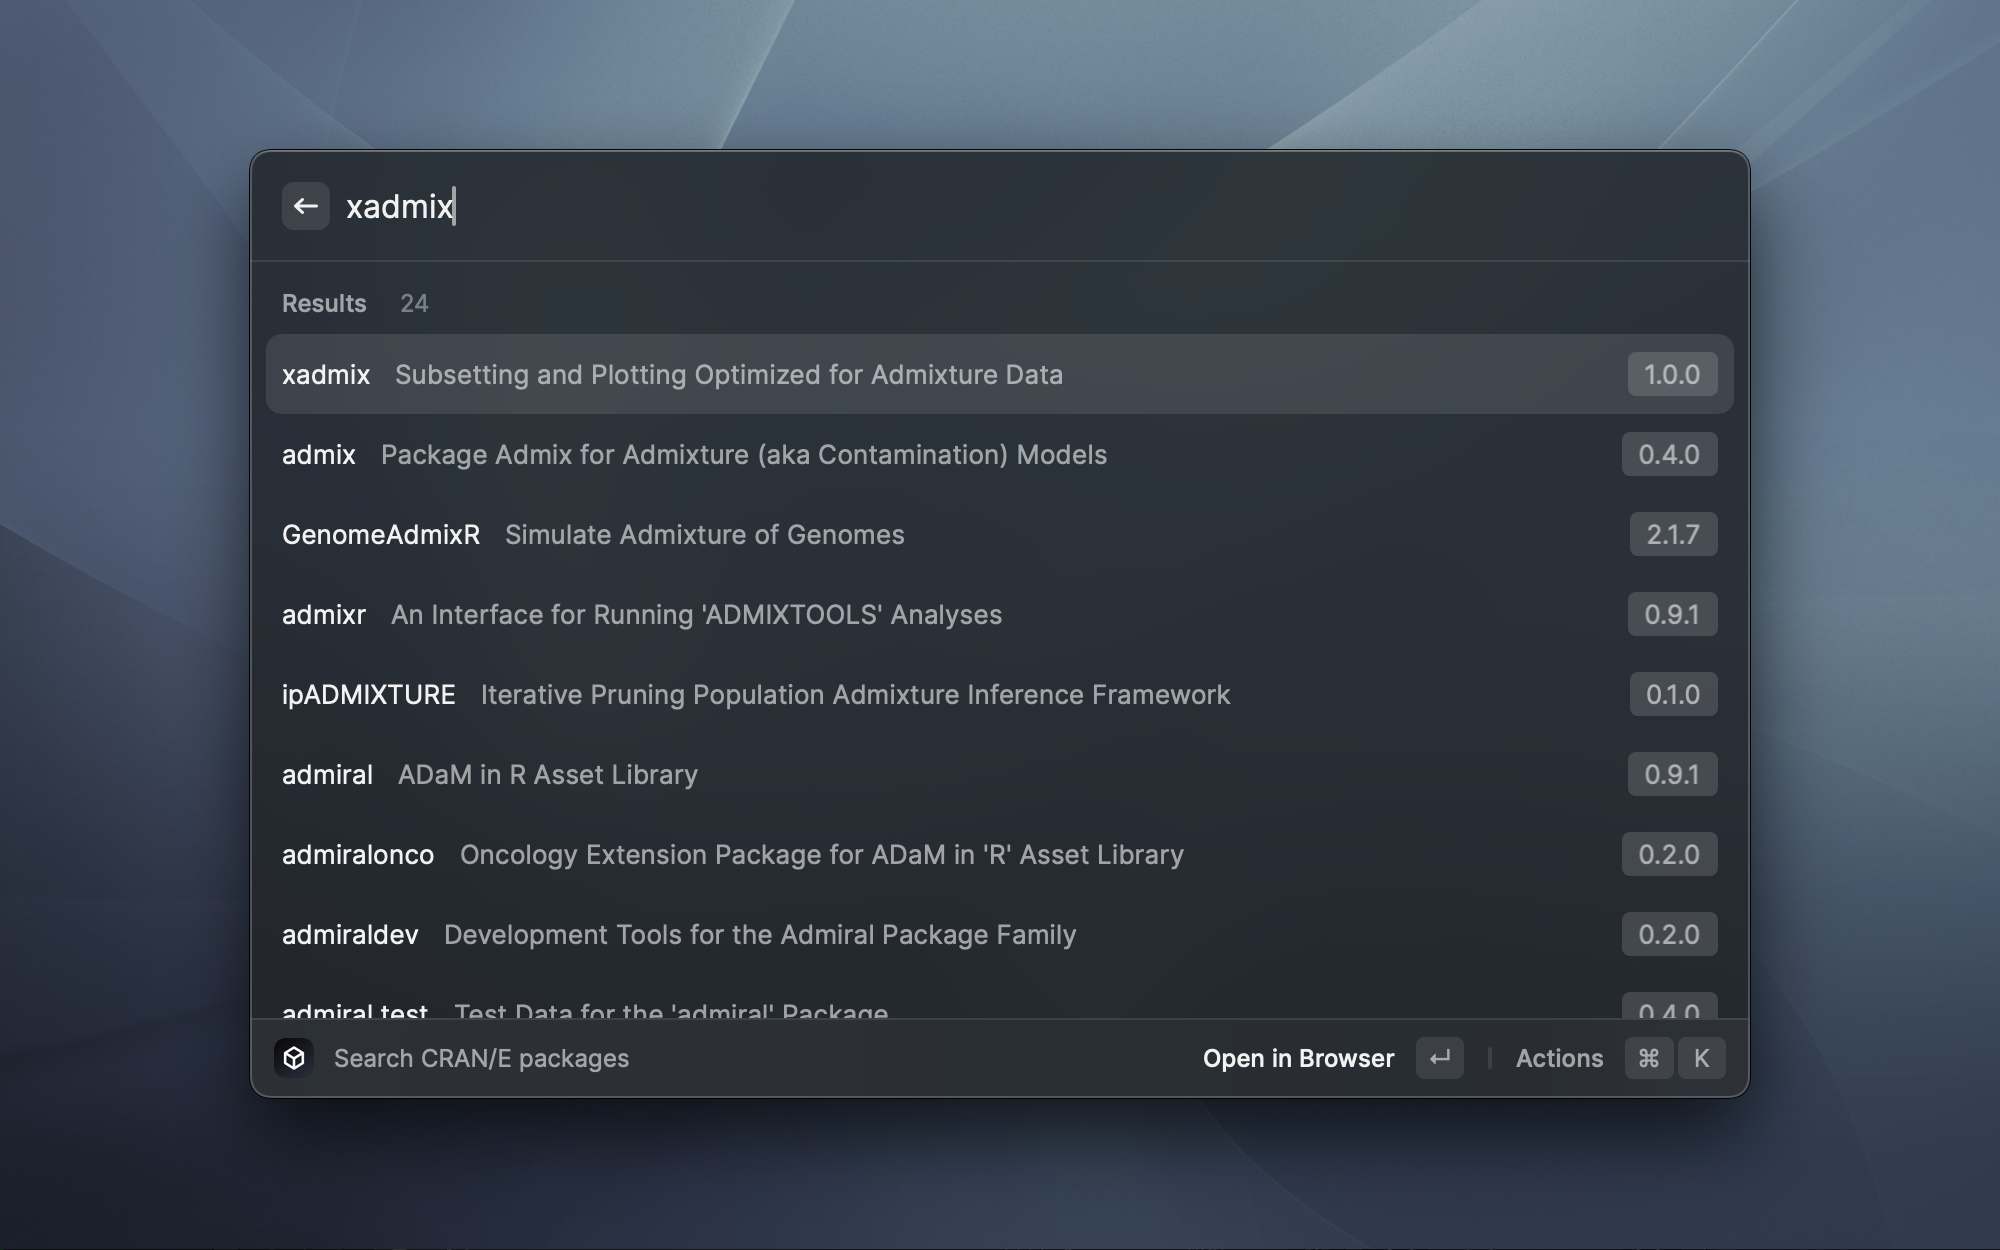 xadmix
Results 24
xadmix Subsetting and Plotting Optimized for Admixture Data 1.0.0
admix Package Admix for Admixture (aka Contamination) Models 0.4.0
GenomeAdmixR Simulate Admixture of Genomes 2.1.7
admixr An Interface for Running 'ADMIXTOOLS' Analyses 0.9.1
ipADMIXTURE Iterative Pruning Population Admixture Inference Framework 0.1.0
admiral ADaM in R Asset Library 0.9.1
admiralonco Oncology Extension Package for ADaM in 'R' Asset Library 0.2.0
admiraldev Development Tools for the Admiral Package Family 0.2.0
admiral.test Test Data for the 'admiral' Package 0.4.0
Search CRAN/E packages Open in Browser ↵ | Actions ⌘ K